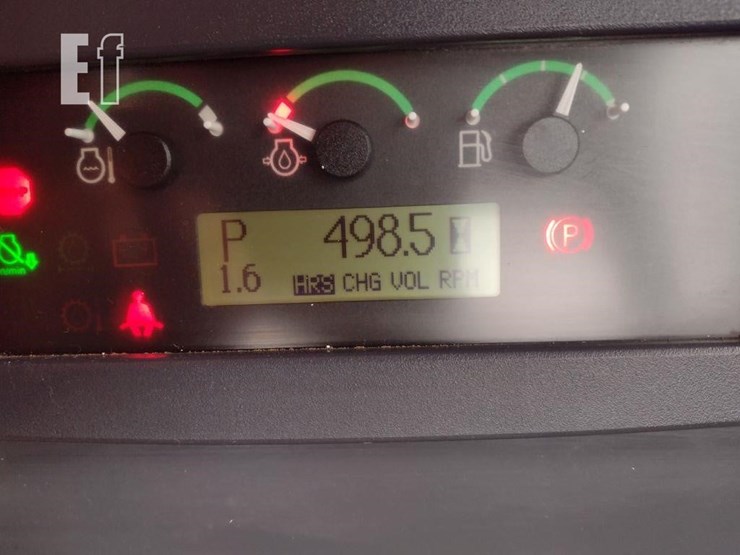 Ef
P 498.5
1.6 HRS CHG VOL RPM
(P)